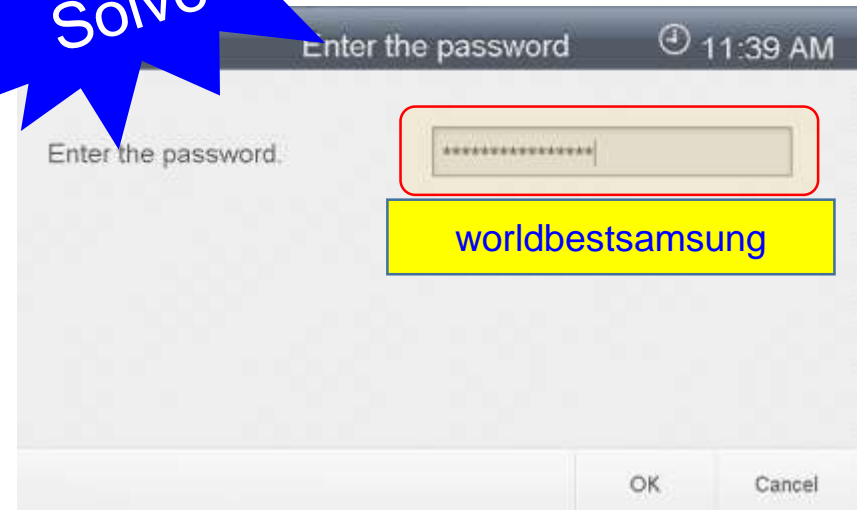 Enter the password 11:39 AM
Enter the password. ****************
worldbestsamsung
OK Cancel